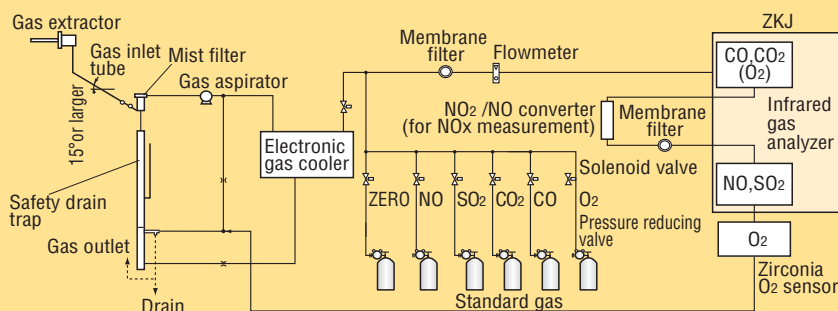 Gas extractor
Gas inlet
tube
Mist filter
Gas aspirator
15°or larger
Safety drain
trap
Gas outlet
Drain
Electronic
gas cooler
Membrane
filter
Flowmeter
NO2 /NO converter
(for NOx measurement)
Membrane
filter
Solenoid valve
ZERO
NO
SO2
CO2
CO
O2
Pressure reducing
valve
Standard gas
ZKJ
CO,CO2
(O2)
Infrared
gas
analyzer
NO,SO2
O2
Zirconia
O2 sensor